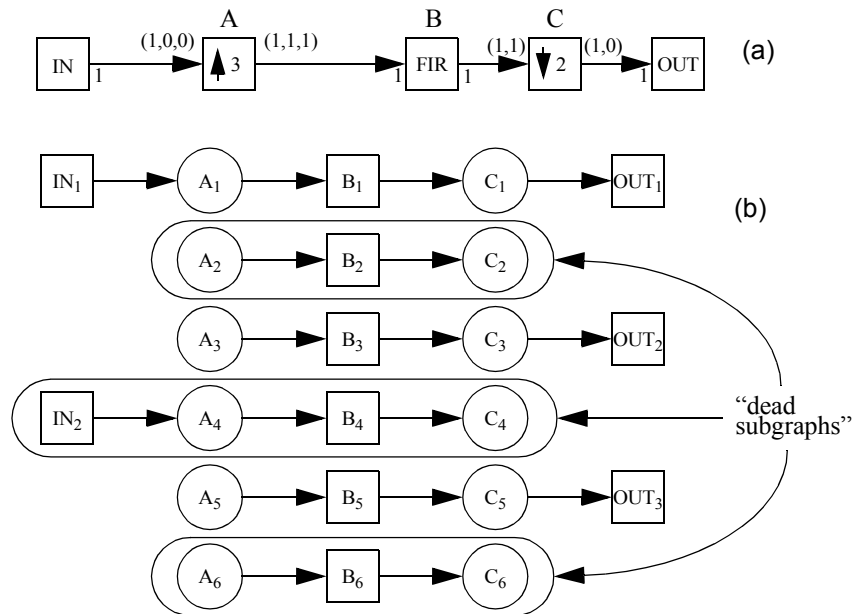 A B C
(1,0,0) (1,1,1) (1,1) (1,0) (a)
IN 3 FIR 2 OUT
1 1 1 1
IN1 A1 B1 C1 OUT1
(b)
A2 B2 C2
A3 B3 C3 OUT2
“dead
subgraphs”
IN2 A4 B4 C4
A5 B5 C5 OUT3
A6 B6 C6